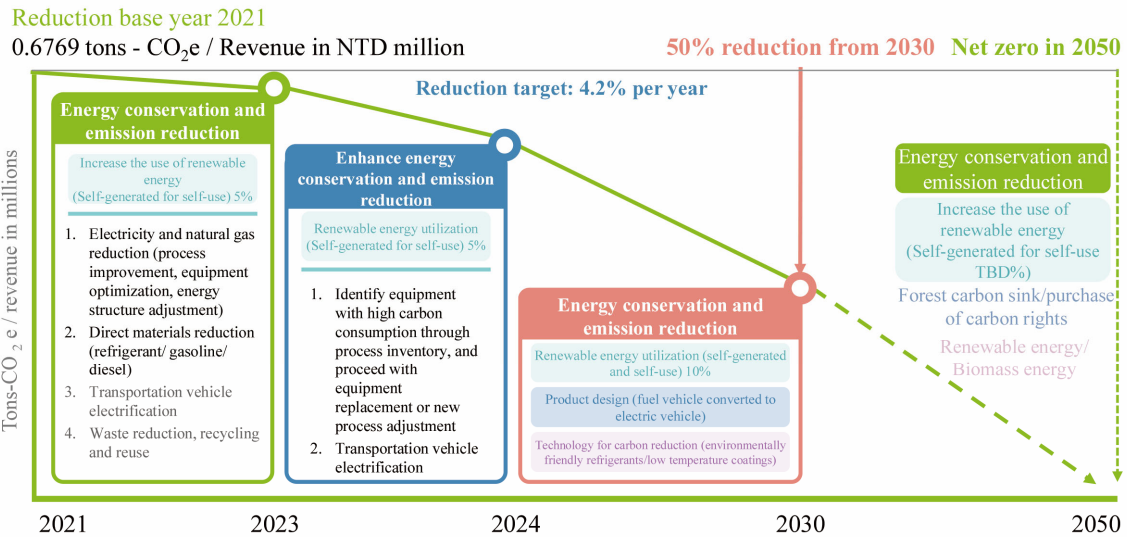 Reduction base year 2021
0.6769 tons - CO₂e / Revenue in NTD million
50% reduction from 2030
Net zero in 2050
Reduction target: 4.2% per year
Tons-CO 2 e / revenue in millions
Energy conservation and
emission reduction
Increase the use of renewable
energy
(Self-generated for self-use) 5%
1. Electricity and natural gas
reduction (process
improvement, equipment
optimization, energy
structure adjustment)
2. Direct materials reduction
(refrigerant/ gasoline/
diesel)
3. Transportation vehicle
electrification
4. Waste reduction, recycling
and reuse
Enhance energy
conservation and emission
reduction
Renewable energy utilization
(Self-generated for self-use) 5%
1. Identify equipment
with high carbon
consumption through
process inventory, and
proceed with
equipment
replacement or new
process adjustment
2. Transportation vehicle
electrification
Energy conservation and
emission reduction
Renewable energy utilization (self-generated
and self-use) 10%
Product design (fuel vehicle converted to
electric vehicle)
Technology for carbon reduction (environmentally
friendly refrigerants/low temperature coatings)
Energy conservation and
emission reduction
Increase the use of
renewable energy
(Self-generated for self-use
TBD%)
Forest carbon sink/purchase
of carbon rights
Renewable energy/
Biomass energy
2021
2023
2024
2030
2050